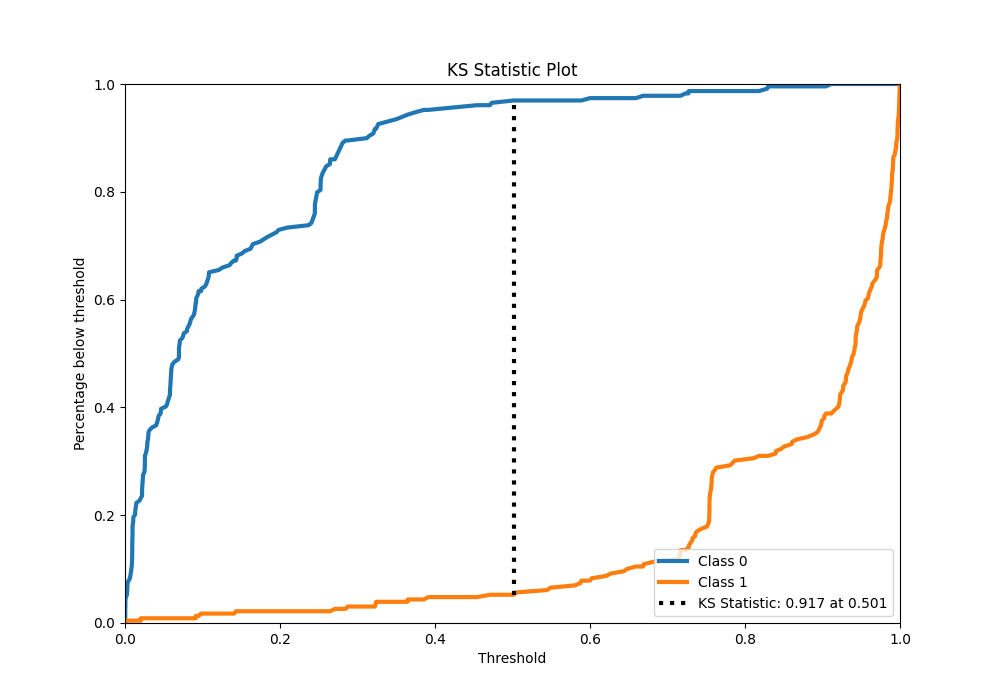 KS Statistic Plot
1.0
0.8
0.6
0.4
0.2
0.0
Percentage below threshold
0.0 0.2 0.4 0.6 0.8 1.0
Threshold
Class 0
Class 1
KS Statistic: 0.917 at 0.501